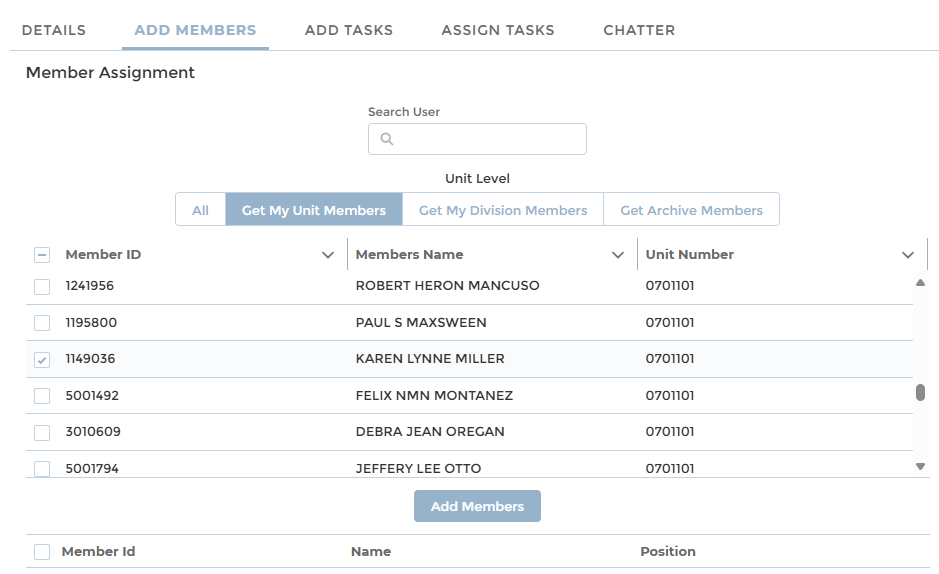 DETAILS ADD MEMBERS ADD TASKS ASSIGN TASKS CHATTER
Member Assignment
Search User
Unit Level
All Get My Unit Members Get My Division Members Get Archive Members
Member ID Members Name Unit Number
1241956 ROBERT HERON MANCUSO 0701101
1195800 PAUL S MAXSWEEN 0701101
1149036 KAREN LYNNE MILLER 0701101
5001492 FELIX NMN MONTANEZ 0701101
3010609 DEBRA JEAN OREGAN 0701101
5001794 JEFFERY LEE OTTO 0701101
Add Members
Member Id Name Position